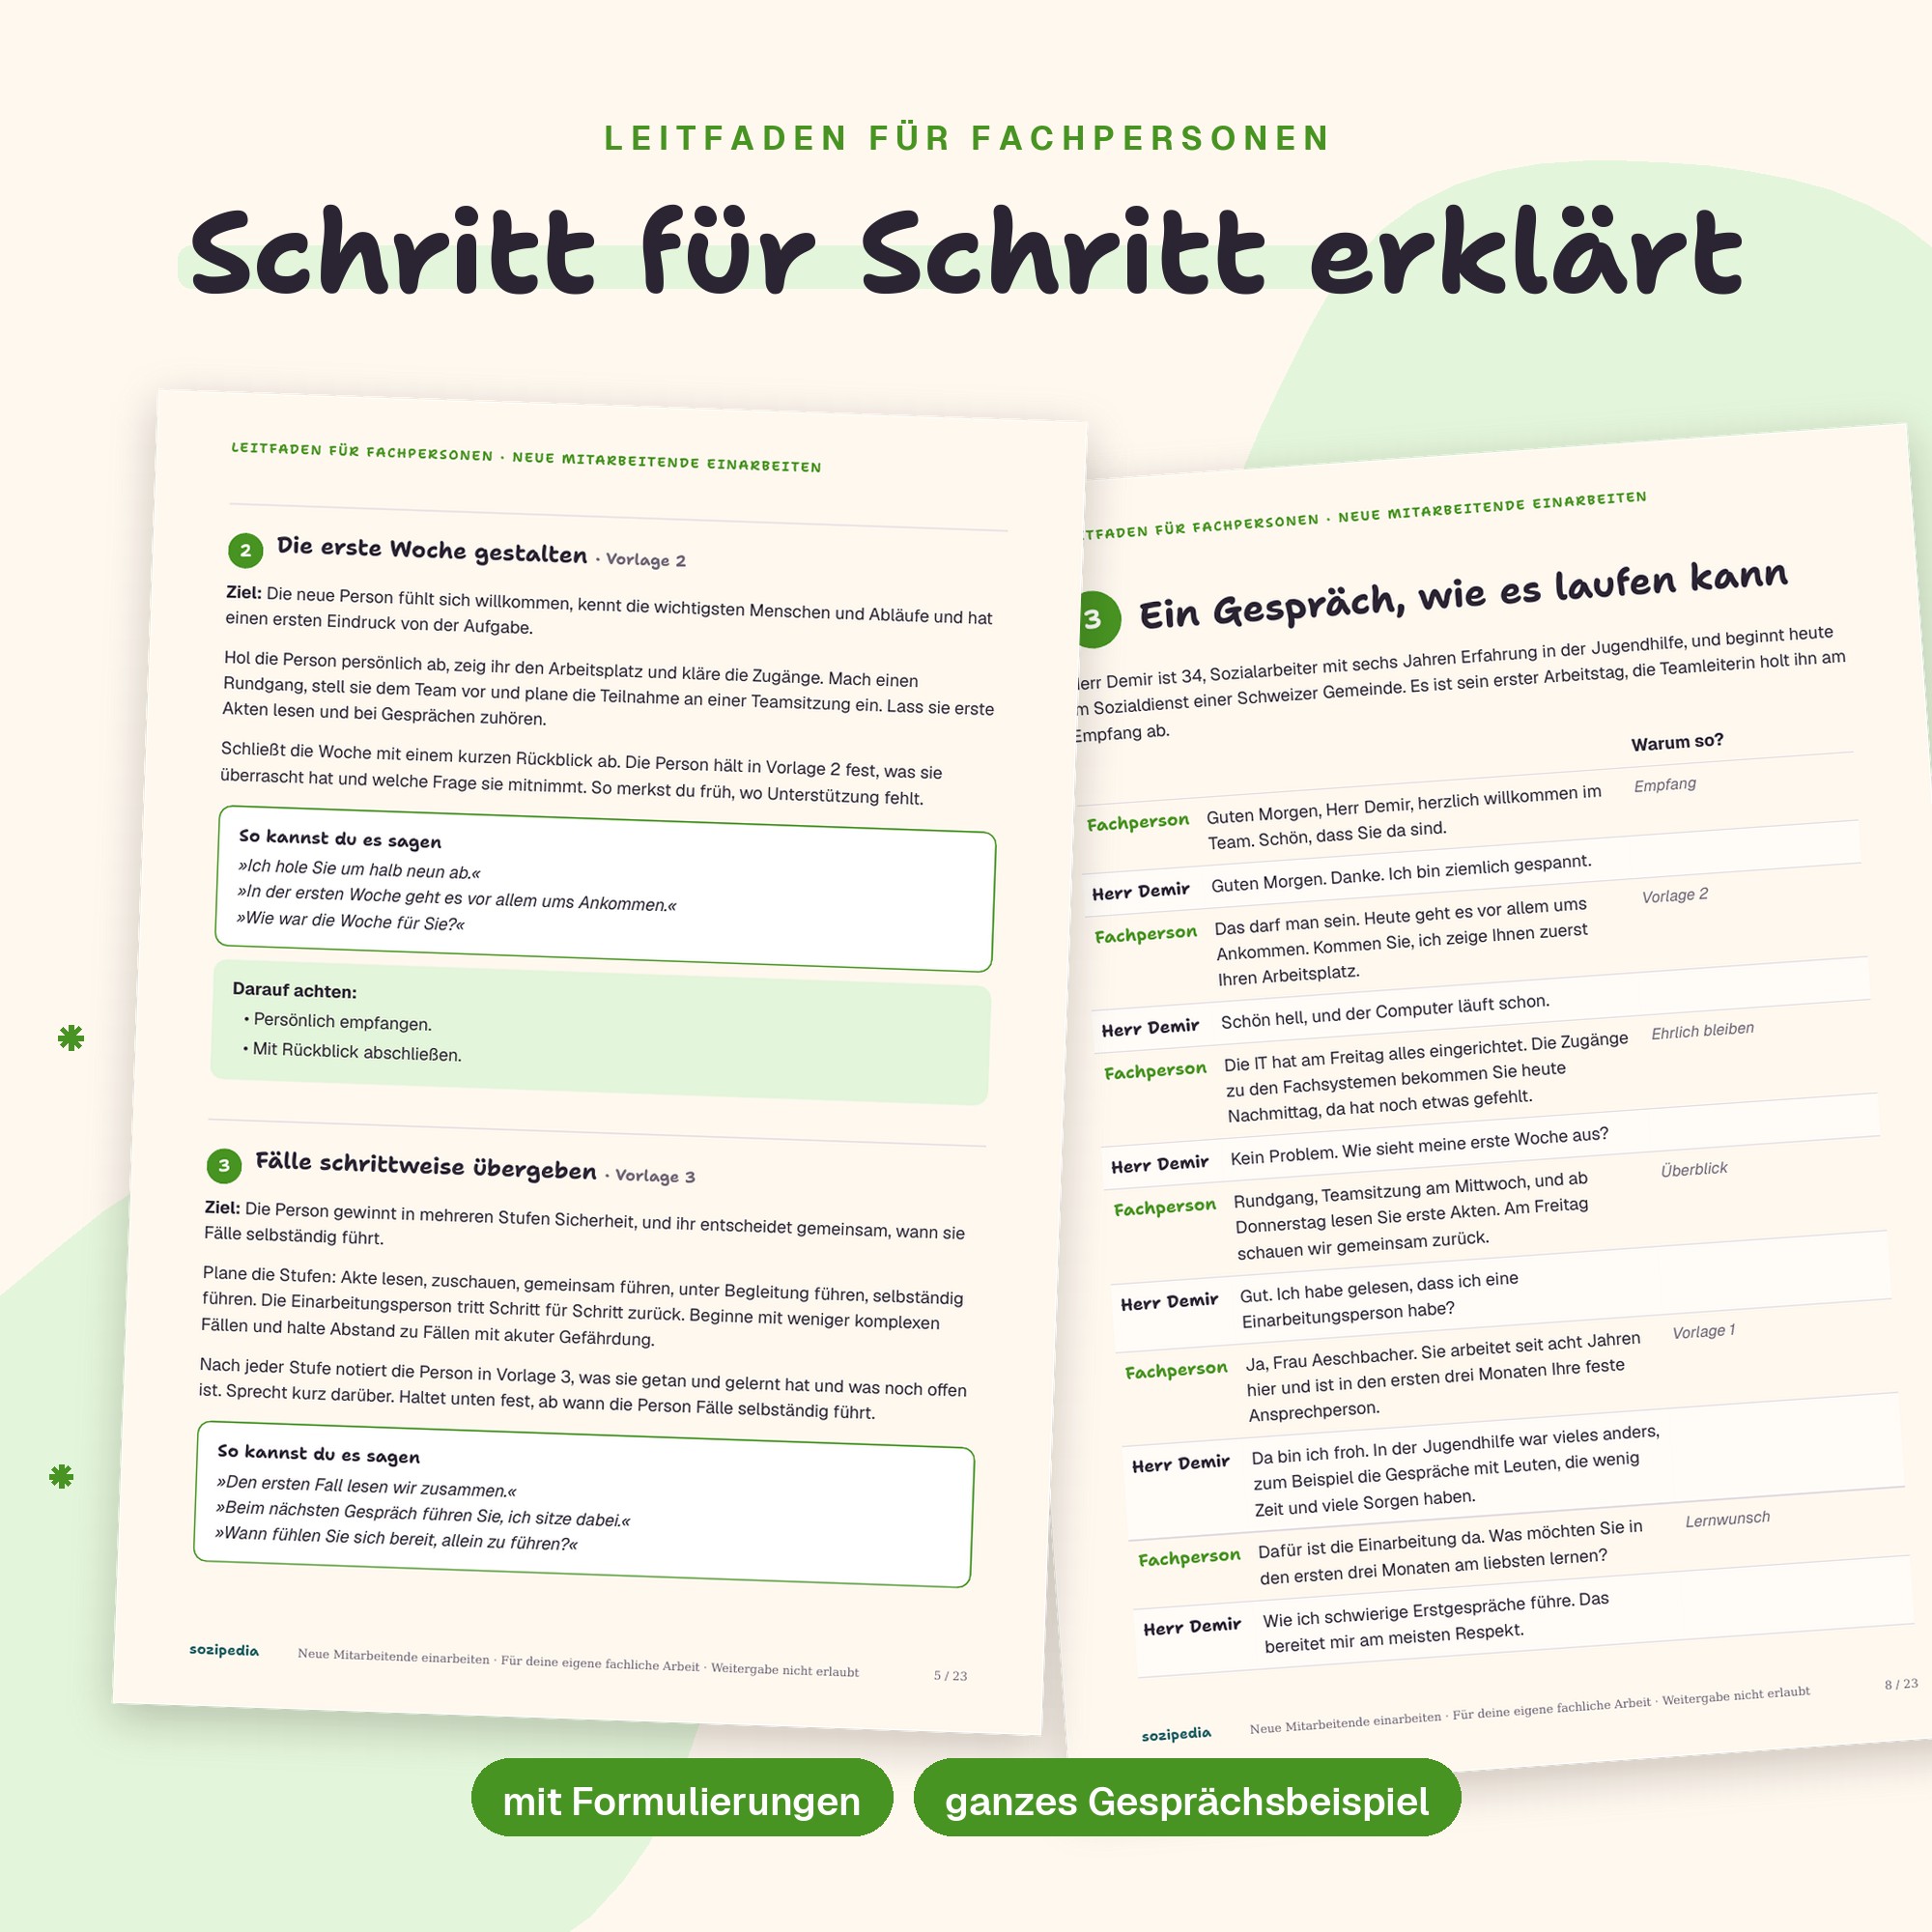 LEITFADEN FÜR FACHPERSONEN
Schritt für Schritt erklärt
LEITFADEN FÜR FACHPERSONEN · NEUE MITARBEITENDE EINARBEITEN
2 Die erste Woche gestalten · Vorlage 2
Ziel: Die neue Person fühlt sich willkommen, kennt die wichtigsten Menschen und Abläufe und hat
einen ersten Eindruck von der Aufgabe.
Hol die Person persönlich ab, zeig ihr den Arbeitsplatz und kläre die Zugänge. Mach einen
Rundgang, stell sie dem Team vor und plane die Teilnahme an einer Teamsitzung ein. Lass sie erste
Akten lesen und bei Gesprächen zuhören.
Schließt die Woche mit einem kurzen Rückblick ab. Die Person hält in Vorlage 2 fest, was sie
überrascht hat und welche Frage sie mitnimmt. So merkst du früh, wo Unterstützung fehlt.
So kannst du es sagen
»Ich hole Sie um halb neun ab.«
»In der ersten Woche geht es vor allem ums Ankommen.«
»Wie war die Woche für Sie?«
Darauf achten:
• Persönlich empfangen.
• Mit Rückblick abschließen.
3 Fälle schrittweise übergeben · Vorlage 3
Ziel: Die Person gewinnt in mehreren Stufen Sicherheit, und ihr entscheidet gemeinsam, wann sie
Fälle selbständig führt.
Plane die Stufen: Akte lesen, zuschauen, gemeinsam führen, unter Begleitung führen, selbständig
führen. Die Einarbeitungsperson tritt Schritt für Schritt zurück. Beginne mit weniger komplexen
Fällen und halte Abstand zu Fällen mit akuter Gefährdung.
Nach jeder Stufe notiert die Person in Vorlage 3, was sie getan und gelernt hat und was noch offen
ist. Sprecht kurz darüber. Haltet unten fest, ab wann die Person Fälle selbständig führt.
So kannst du es sagen
»Den ersten Fall lesen wir zusammen.«
»Beim nächsten Gespräch führen Sie, ich sitze dabei.«
»Wann fühlen Sie sich bereit, allein zu führen?«
sozipedia Neue Mitarbeitende einarbeiten · Für deine eigene fachliche Arbeit · Weitergabe nicht erlaubt 5 / 23
FÜR FACHPERSONEN · NEUE MITARBEITENDE EINARBEITEN
3 Ein Gespräch, wie es laufen kann
Demir ist 34, Sozialarbeiter mit sechs Jahren Erfahrung in der Jugendhilfe, und beginnt heute
Sozialdienst einer Schweizer Gemeinde. Es ist sein erster Arbeitstag, die Teamleiterin holt ihn am
Empfang ab.
Warum so?
Fachperson Guten Morgen, Herr Demir, herzlich willkommen im Empfang
Team. Schön, dass Sie da sind.
Herr Demir Guten Morgen. Danke. Ich bin ziemlich gespannt.
Fachperson Das darf man sein. Heute geht es vor allem ums Vorlage 2
Ankommen. Kommen Sie, ich zeige Ihnen zuerst
Ihren Arbeitsplatz.
Herr Demir Schön hell, und der Computer läuft schon.
Fachperson Die IT hat am Freitag alles eingerichtet. Die Zugänge Ehrlich bleiben
zu den Fachsystemen bekommen Sie heute
Nachmittag, da hat noch etwas gefehlt.
Herr Demir Kein Problem. Wie sieht meine erste Woche aus?
Fachperson Rundgang, Teamsitzung am Mittwoch, und ab Überblick
Donnerstag lesen Sie erste Akten. Am Freitag
schauen wir gemeinsam zurück.
Herr Demir Gut. Ich habe gelesen, dass ich eine
Einarbeitungsperson habe?
Fachperson Ja, Frau Aeschbacher. Sie arbeitet seit acht Jahren Vorlage 1
hier und ist in den ersten drei Monaten Ihre feste
Ansprechperson.
Herr Demir Da bin ich froh. In der Jugendhilfe war vieles anders,
zum Beispiel die Gespräche mit Leuten, die wenig
Zeit und viele Sorgen haben.
Fachperson Dafür ist die Einarbeitung da. Was möchten Sie in Lernwunsch
den ersten drei Monaten am liebsten lernen?
Herr Demir Wie ich schwierige Erstgespräche führe. Das
bereitet mir am meisten Respekt.
sozipedia Neue Mitarbeitende einarbeiten · Für deine eigene fachliche Arbeit · Weitergabe nicht erlaubt 8 / 23
mit Formulierungen
ganzes Gesprächsbeispiel